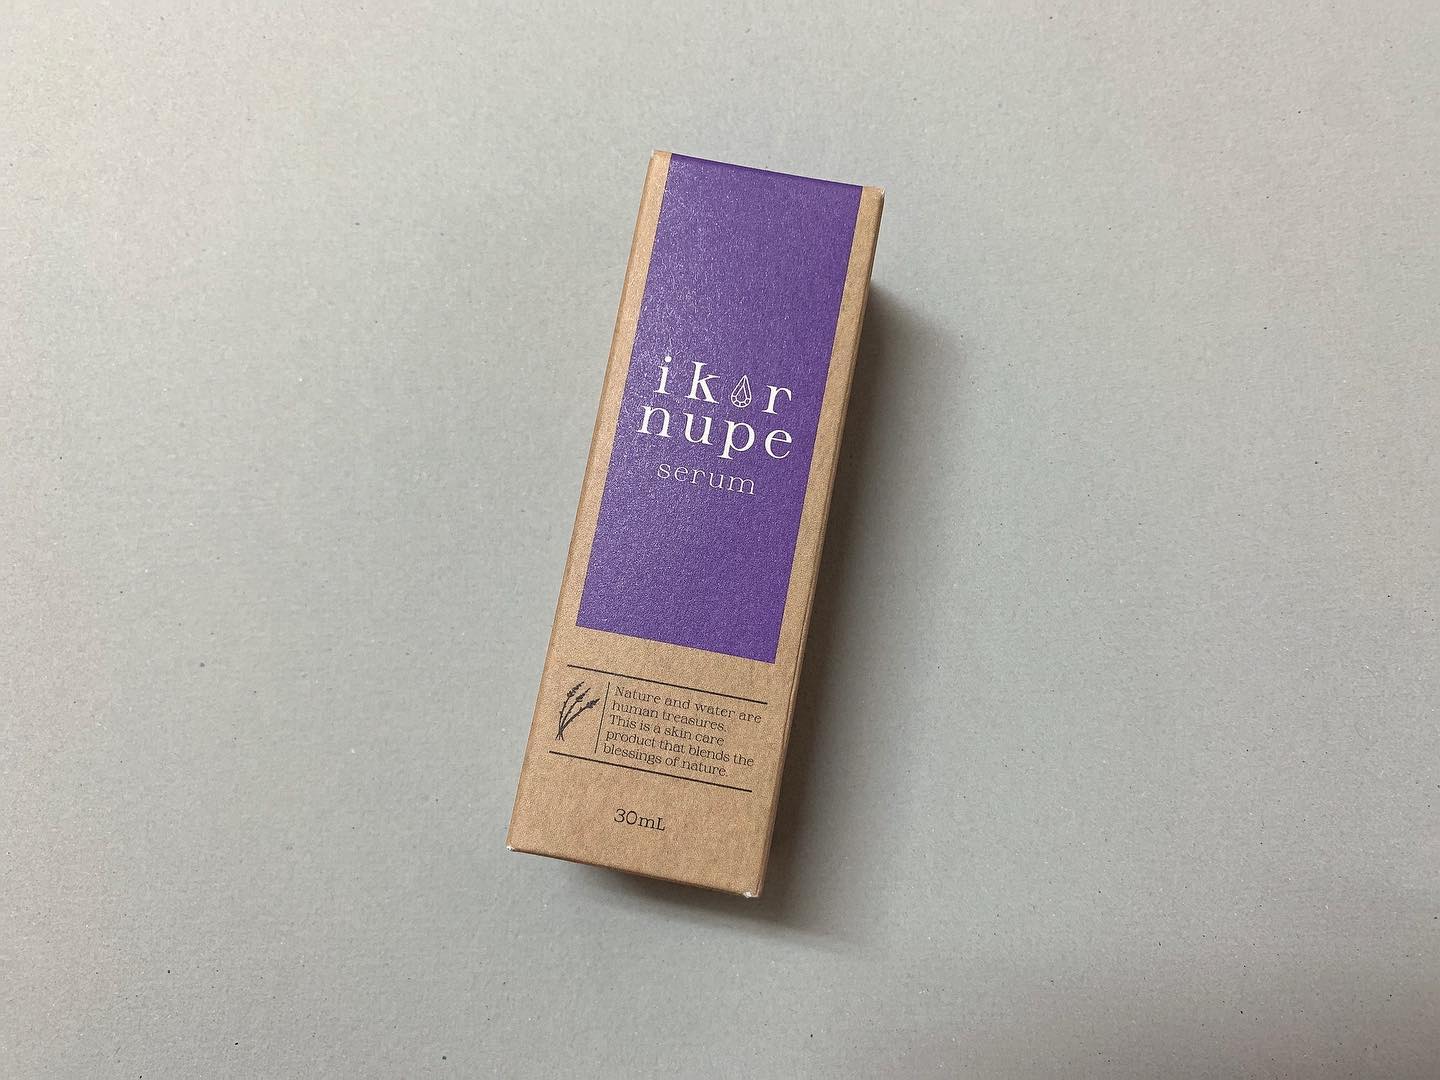 ikor
nupe
serum
Nature and water are
human treasures.
This is a skin care
product that blends the
blessings of nature.
30mL